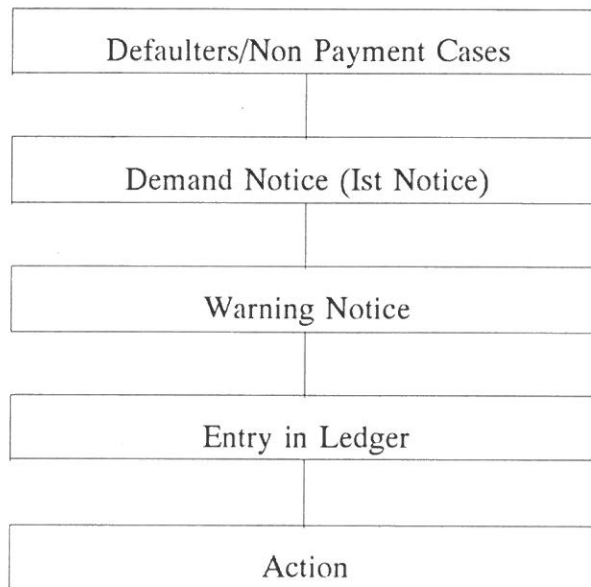 Defaulters/Non Payment Cases
Demand Notice (Ist Notice)
Warning Notice
Entry in Ledger
Action